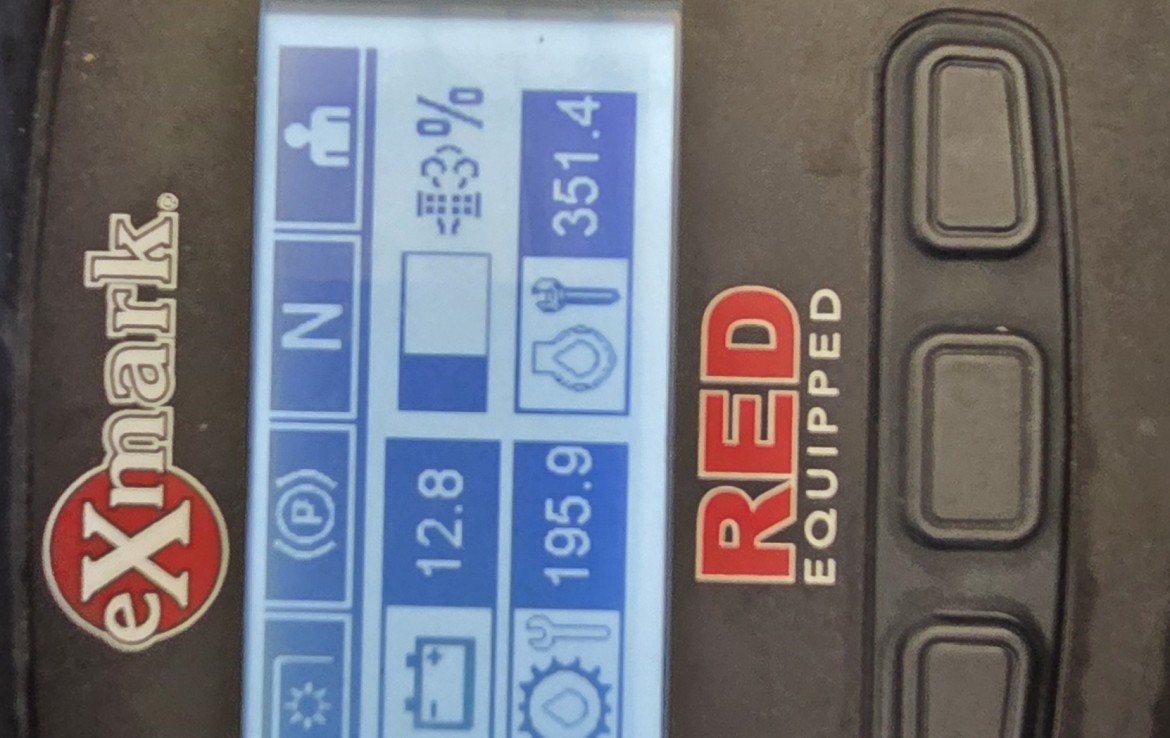 eXmark®
N
(P)
%
12.8
351.4
195.9
RED
EQUIPPED